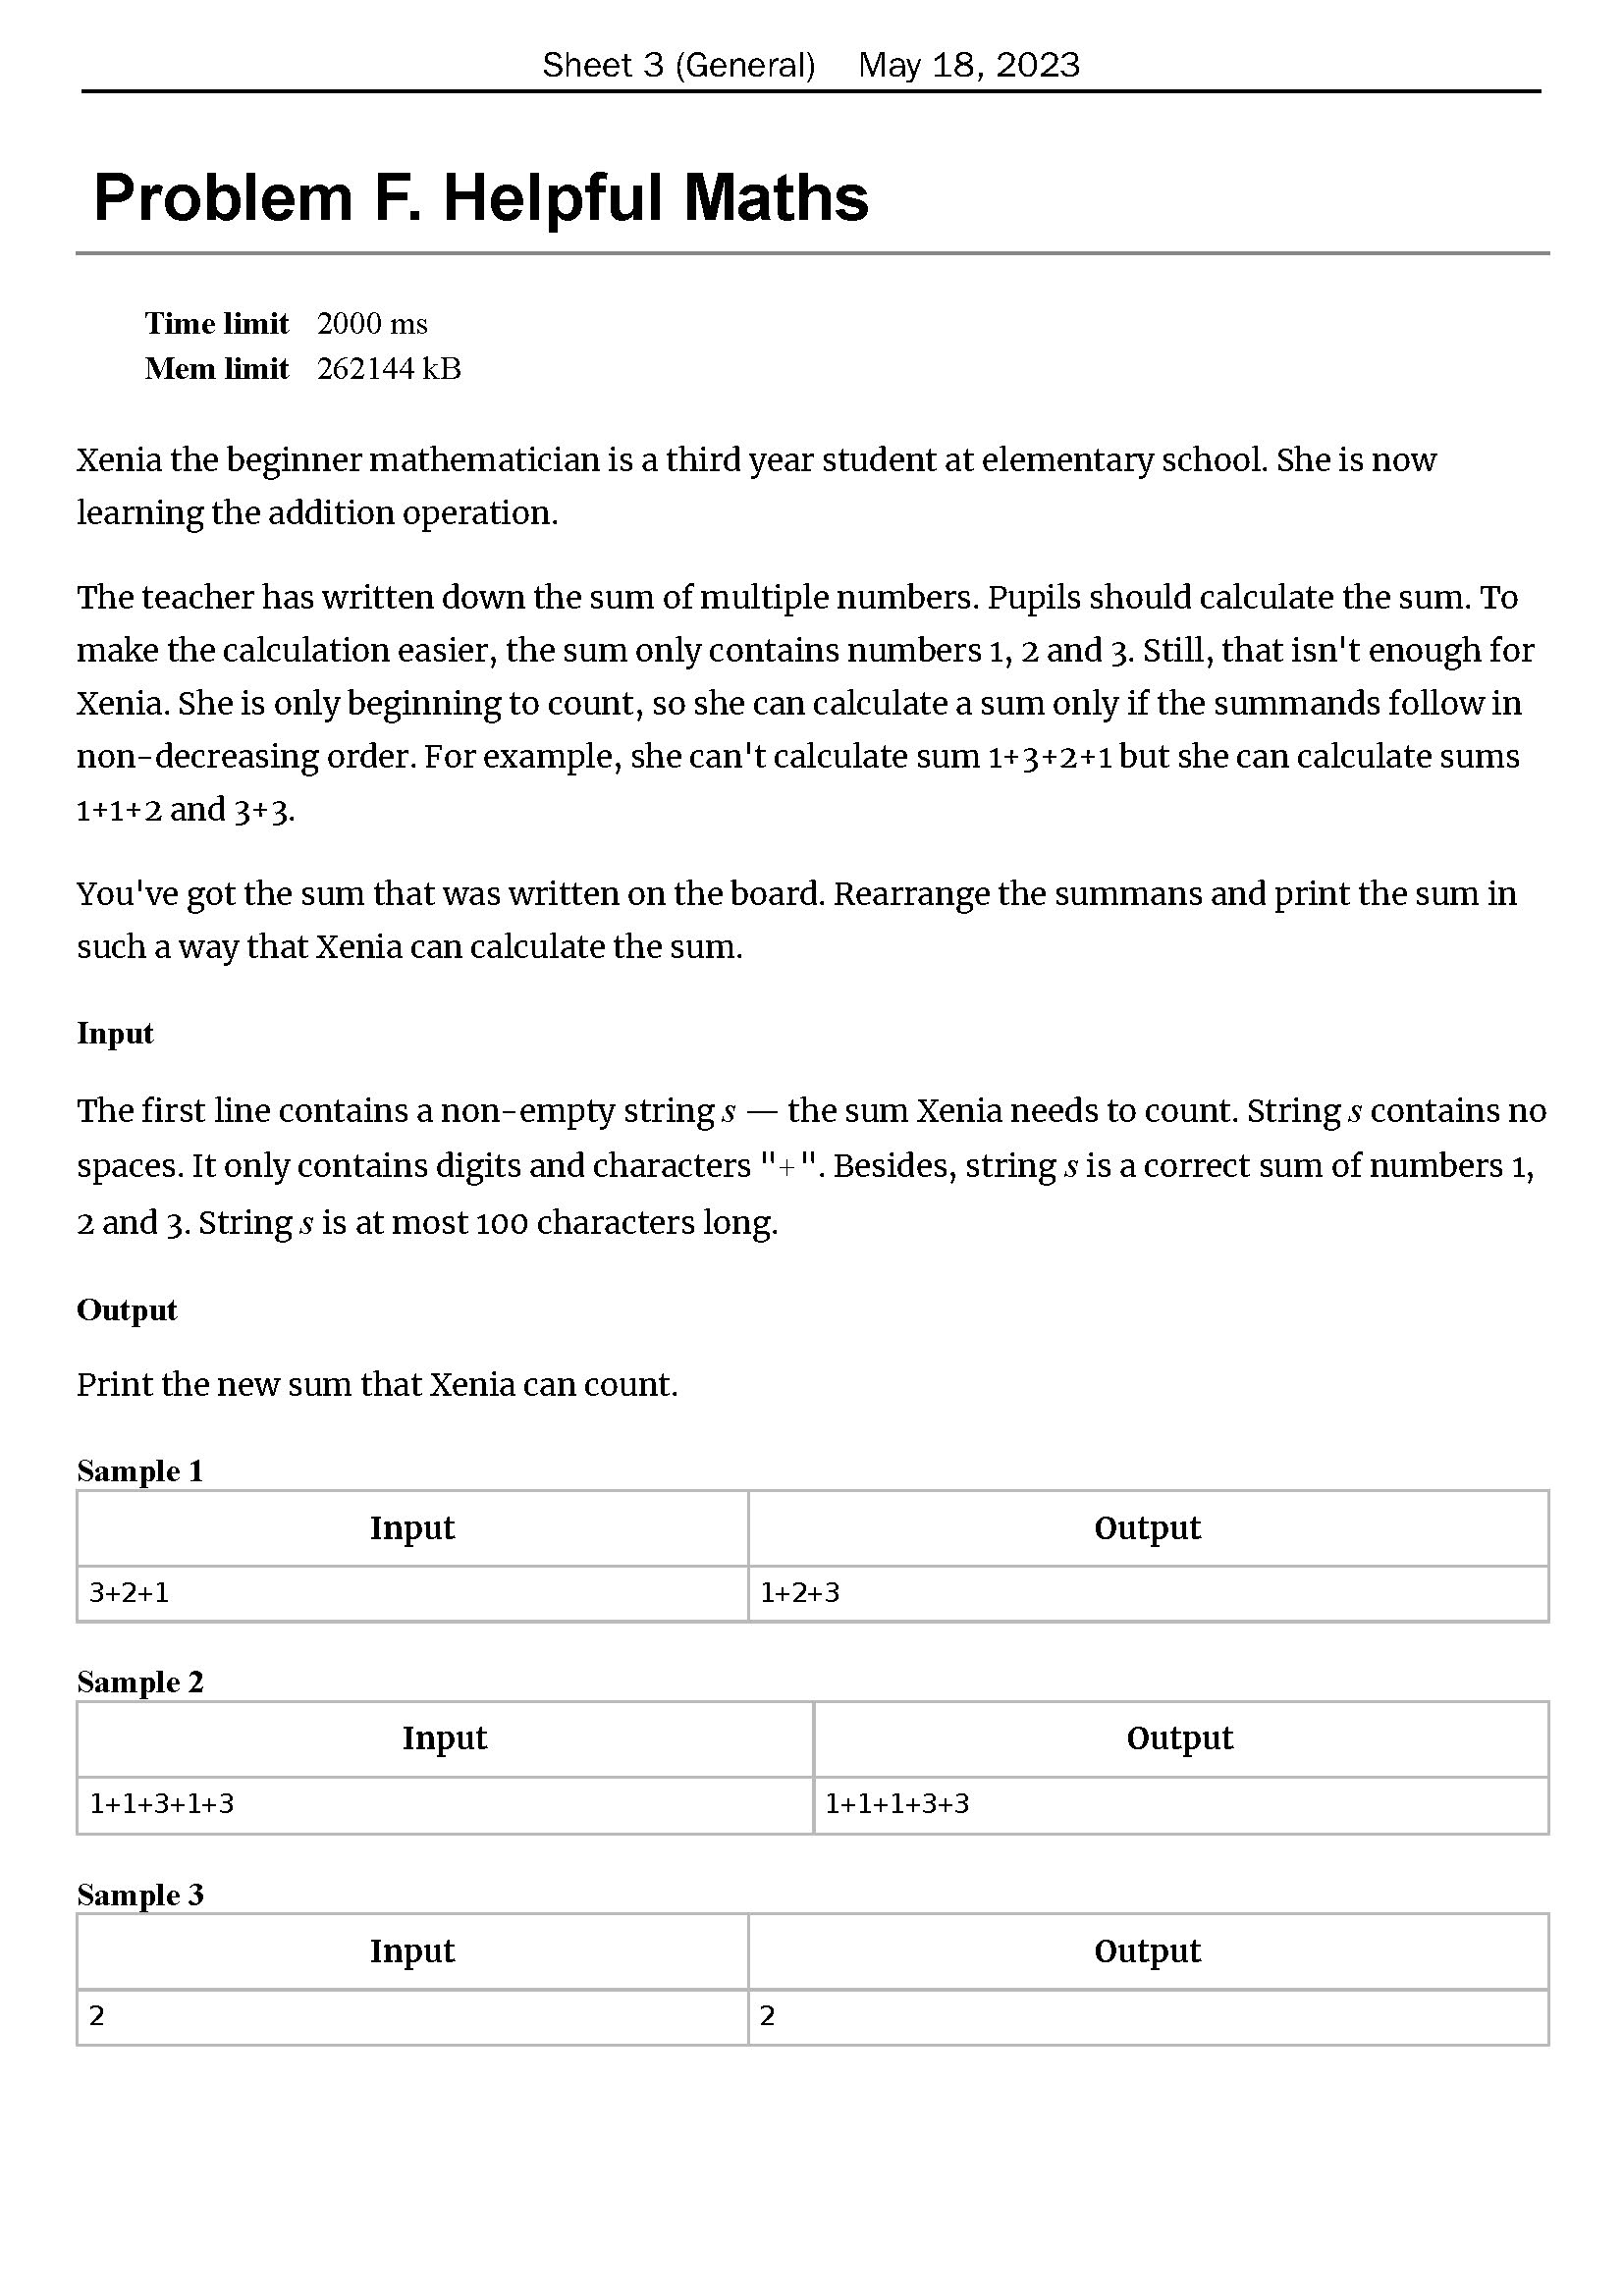 Sheet 3 (General) May 18, 2023
Problem F. Helpful Maths
Time limit 2000 ms
Mem limit 262144 kB
Xenia the beginner mathematician is a third year student at elementary school. She is now
learning the addition operation.
The teacher has written down the sum of multiple numbers. Pupils should calculate the sum. To
make the calculation easier, the sum only contains numbers 1, 2 and 3. Still, that isn't enough for
Xenia. She is only beginning to count, so she can calculate a sum only if the summands follow in
non-decreasing order. For example, she can't calculate sum 1+3+2+1 but she can calculate sums
1+1+2 and 3+3.
You've got the sum that was written on the board. Rearrange the summans and print the sum in
such a way that Xenia can calculate the sum.
Input
The first line contains a non-empty string s — the sum Xenia needs to count. String s contains no
spaces. It only contains digits and characters "+". Besides, string s is a correct sum of numbers 1,
2 and 3. String s is at most 100 characters long.
Output
Print the new sum that Xenia can count.
Sample 1
Input Output
3+2+1 1+2+3
Sample 2
Input Output
1+1+3+1+3 1+1+1+3+3
Sample 3
Input Output
2 2